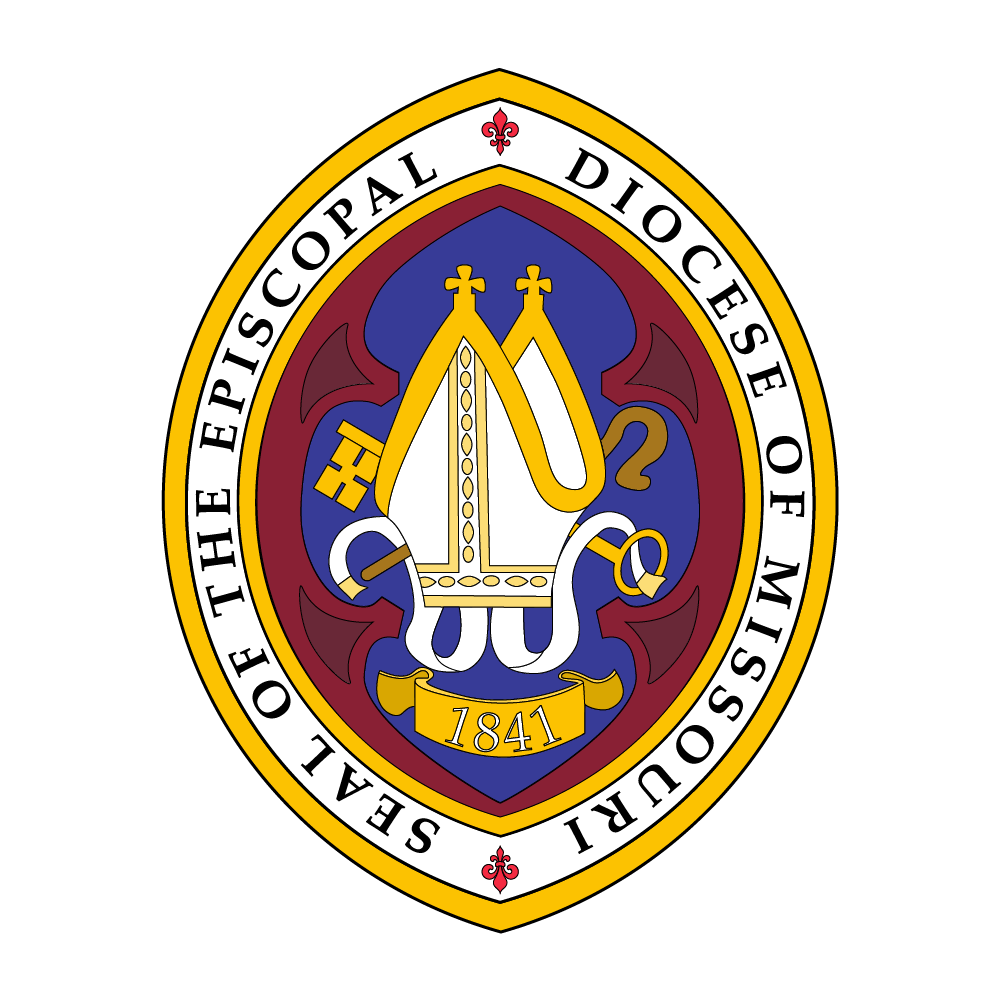 SEAL OF THE EPISCOPAL
DIOCESE OF MISSOURI
1841